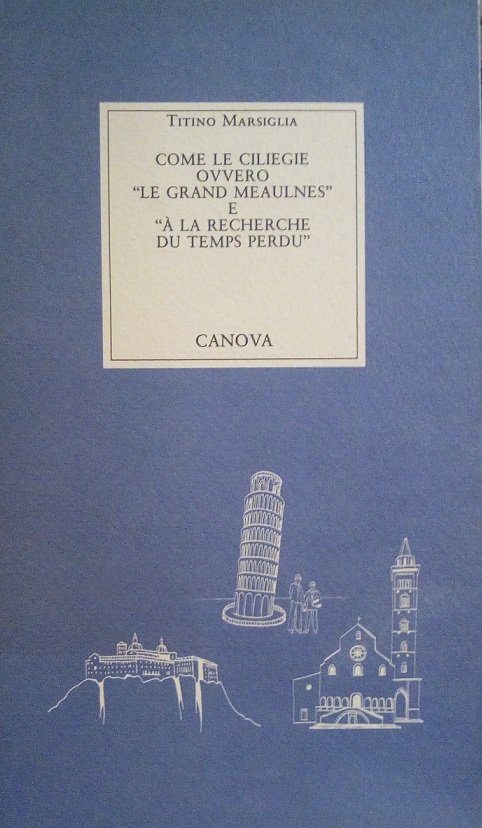 Titino Marsiglia
COME LE CILIEGIE
OVVERO
“LE GRAND MEAULNES”
E
“À LA RECHERCHE
DU TEMPS PERDU”
CANOVA